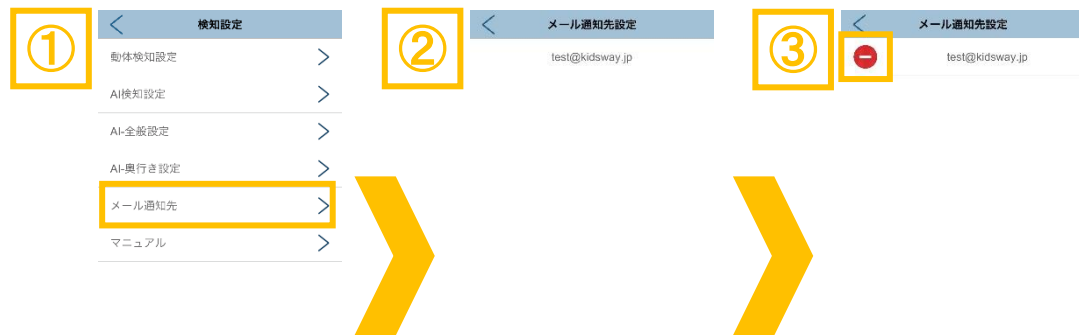 ①
検知設定
動体検知設定
AI検知設定
AI-全般設定
AI-奥行き設定
メール通知先
マニュアル
②
メール通知先設定
test@kidsway.jp
③
メール通知先設定
test@kidsway.jp